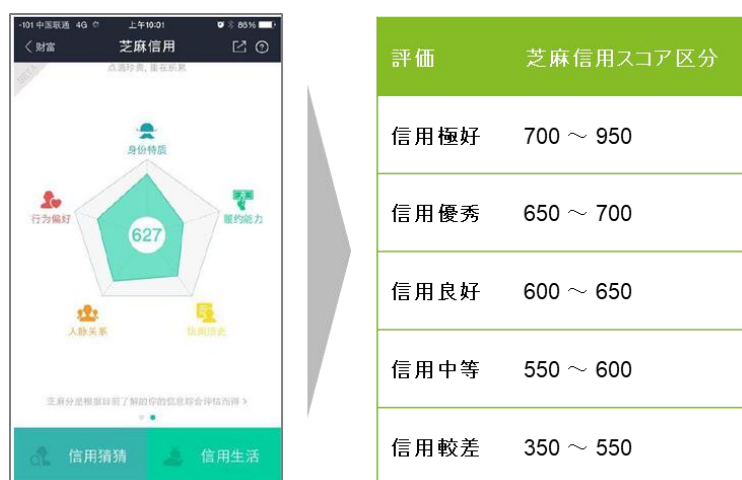 中国联通 4G 上午10:01 86%
财富 芝麻信用
点滴珍贵,重在积累
BETA
身份特质
行为偏好
履约能力
627
人脉关系
信用历史
芝麻分是根据目前了解的你的信息综合评估而得 >
信用猜猜 信用生活
評価 芝麻信用スコア区分
信用極好 700 ～ 950
信用優秀 650 ～ 700
信用良好 600 ～ 650
信用中等 550 ～ 600
信用較差 350 ～ 550